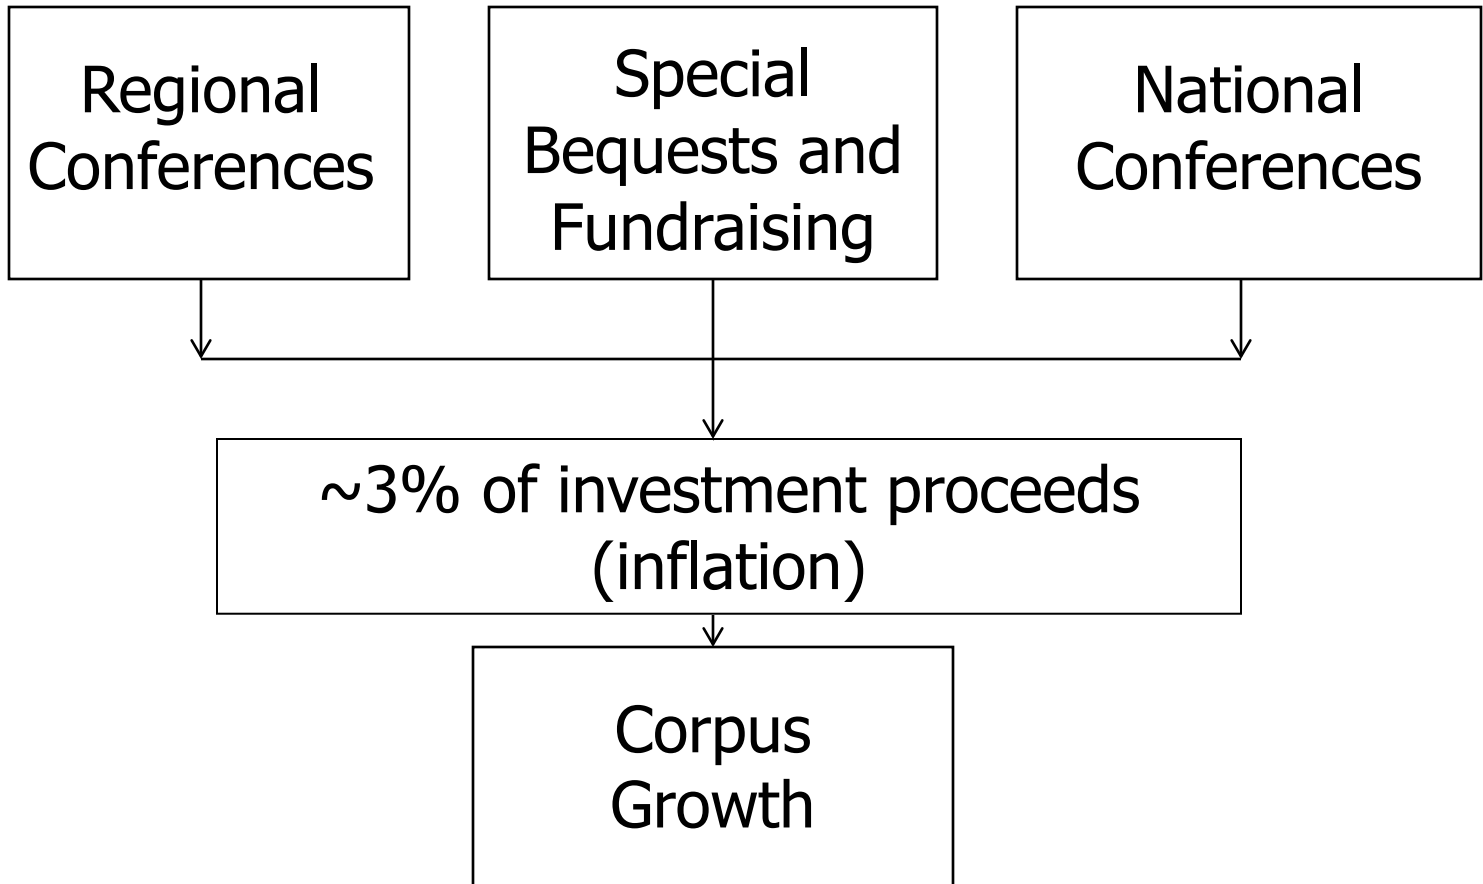 Regional
Conferences
Special
Bequests and
Fundraising
National
Conferences
~3% of investment proceeds
(inflation)
Corpus
Growth